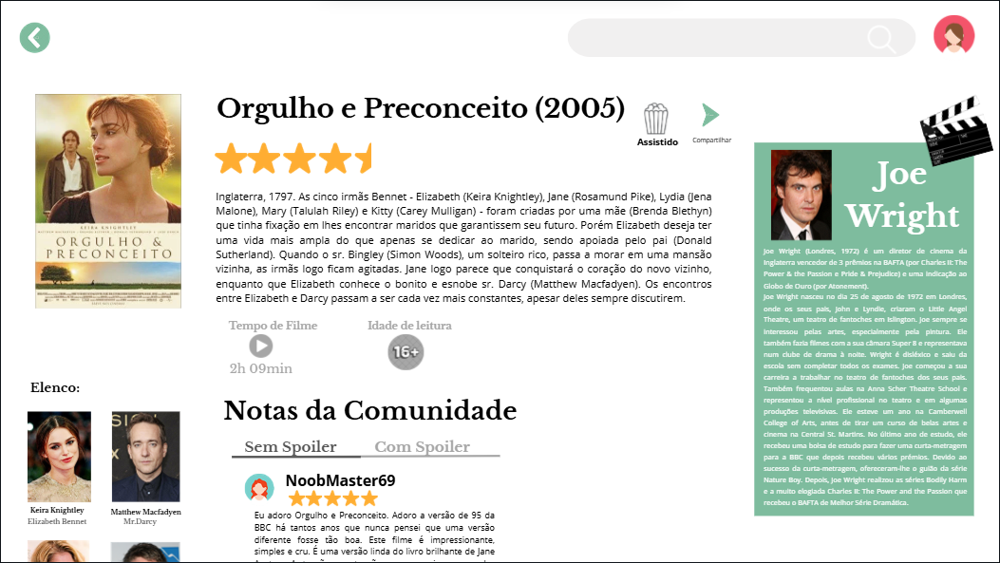 Orgulho e Preconceito (2005)
Assistido
Compartilhar
KEIRA KNIGHTLEY
ORGULHO &
PRECONCEITO
Inglaterra, 1797. As cinco irmãs Bennet - Elizabeth (Keira Knightley), Jane (Rosamund Pike), Lydia (Jena
Malone), Mary (Talulah Riley) e Kitty (Carey Mulligan) - foram criadas por uma mãe (Brenda Blethyn)
que tinha fixação em lhes encontrar maridos que garantissem seu futuro. Porém Elizabeth deseja ter
uma vida mais ampla do que apenas se dedicar ao marido, sendo apoiada pelo pai (Donald
Sutherland). Quando o sr. Bingley (Simon Woods), um solteiro rico, passa a morar em uma mansão
vizinha, as irmãs logo ficam agitadas. Jane logo parece que conquistará o coração do novo vizinho,
enquanto que Elizabeth conhece o bonito e esnobe sr. Darcy (Matthew Macfadyen). Os encontros
entre Elizabeth e Darcy passam a ser cada vez mais constantes, apesar deles sempre discutirem.
Tempo de Filme
2h 09min
Idade de leitura
16+
Elenco:
Keira Knightley
Elizabeth Bennet
Matthew Macfadyen
Mr.Darcy
Notas da Comunidade
Sem Spoiler
Com Spoiler
NoobMaster69
Eu adoro Orgulho e Preconceito. Adoro a versão de 95 da
BBC há tantos anos que nunca pensei que uma versão
diferente fosse tão boa. Este filme é impressionante,
simples e cru. É uma versão linda do livro brilhante de Jane
Joe
Wright
Joe Wright (Londres, 1972) é um diretor de cinema da
Inglaterra vencedor de 3 prêmios na BAFTA (por Charles II: The
Power & the Passion e Pride & Prejudice) e uma indicação ao
Globo de Ouro (por Atonement).
Joe Wright nasceu no dia 25 de agosto de 1972 em Londres,
onde os seus pais, John e Lyndie, criaram o Little Angel
Theatre, um teatro de fantoches em Islington. Joe sempre se
interessou pelas artes, especialmente pela pintura. Ele
também fazia filmes com a sua câmara Super 8 e representava
num clube de drama à noite. Wright é disléxico e saiu da
escola sem completar todos os exames. Joe começou a sua
carreira a trabalhar no teatro de fantoches dos seus pais.
Também frequentou aulas na Anna Scher Theatre School e
representou a nível profissional no teatro e em algumas
produções televisivas. Ele esteve um ano na Camberwell
College of Arts, antes de tirar um curso de belas artes e
cinema na Central St. Martins. No último ano de estudo, ele
recebeu uma bolsa de estudo para fazer uma curta-metragem
para a BBC que depois recebeu vários prémios. Devido ao
sucesso da curta-metragem, ofereceram-lhe o guião da série
Nature Boy. Depois, Joe Wright realizou as séries Bodily Harm
e a muito elogiada Charles II: The Power and the Passion que
recebeu o BAFTA de Melhor Série Dramática.